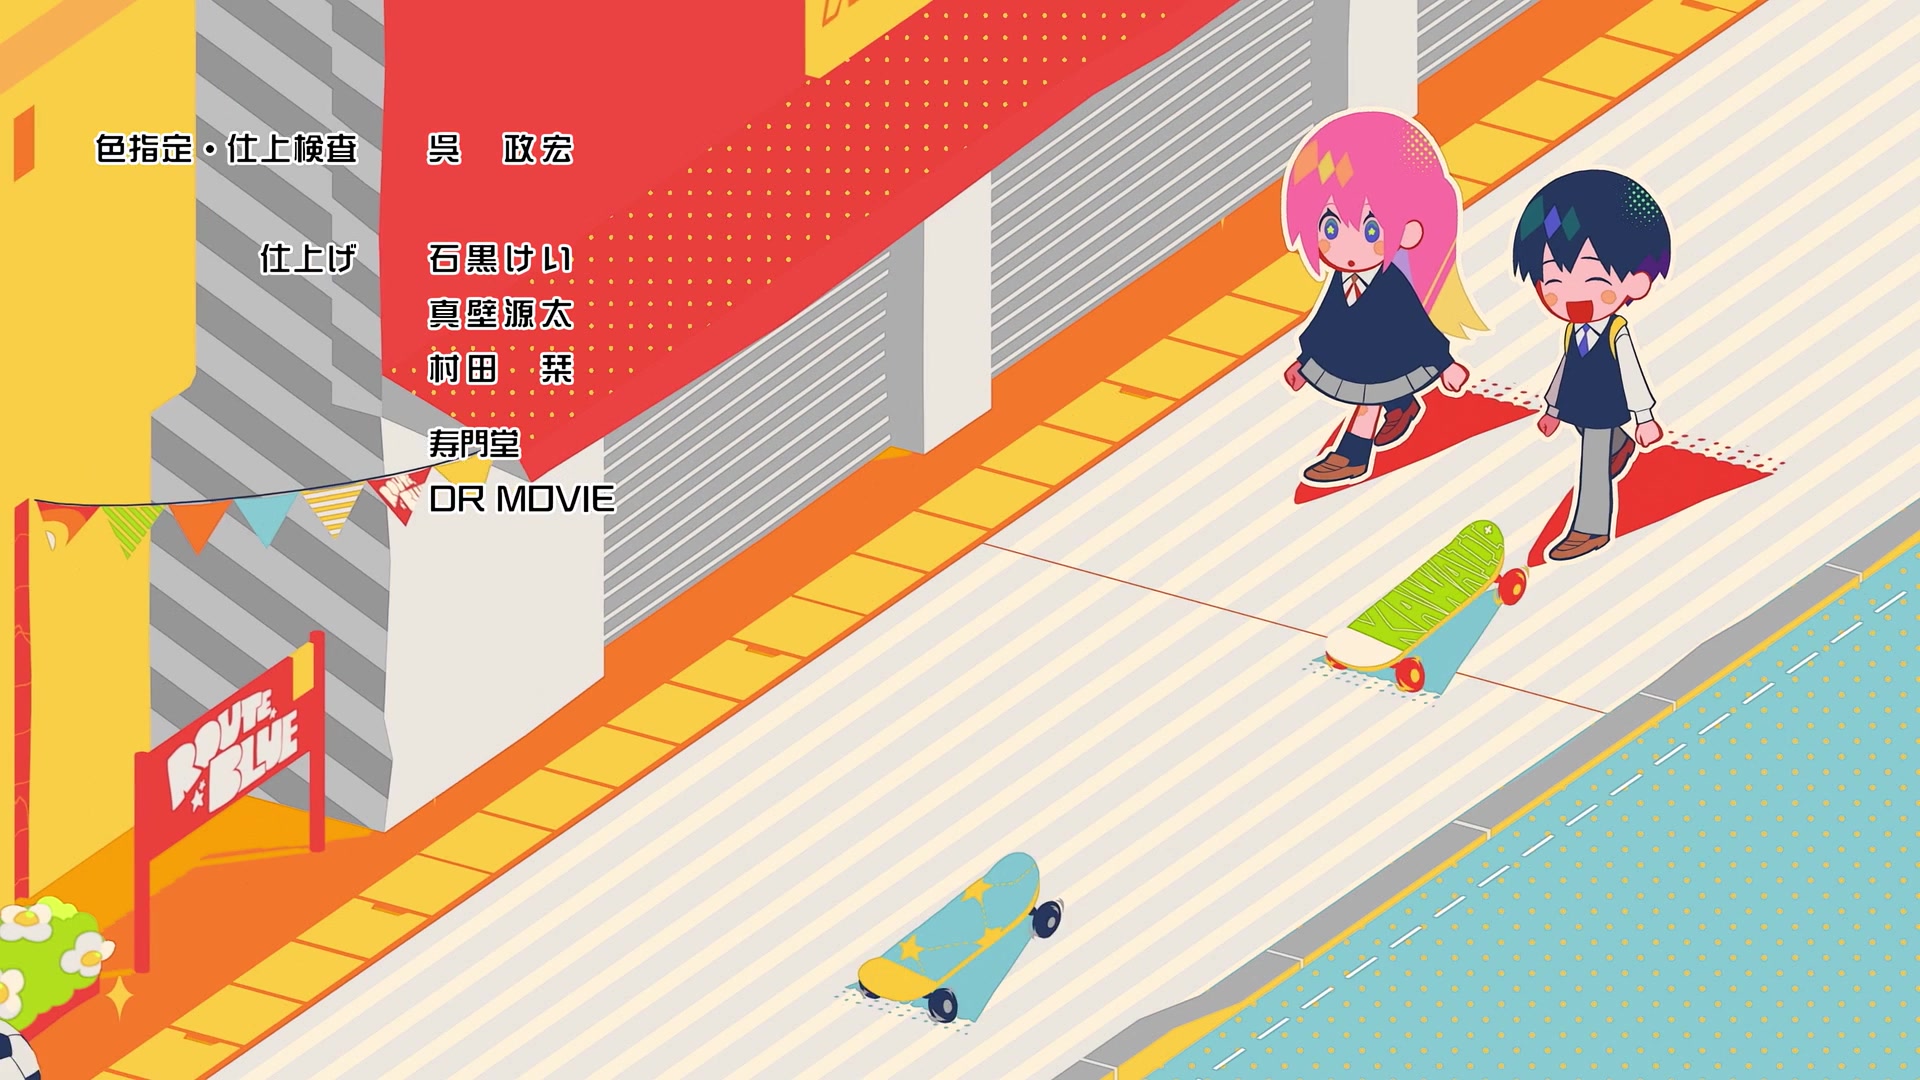 色指定・仕上検査 呉 政宏
仕上げ 石黒けい
真壁源太
村田 栞
寿門堂
DR MOVIE
ROUTE
BLUE
KAWAII